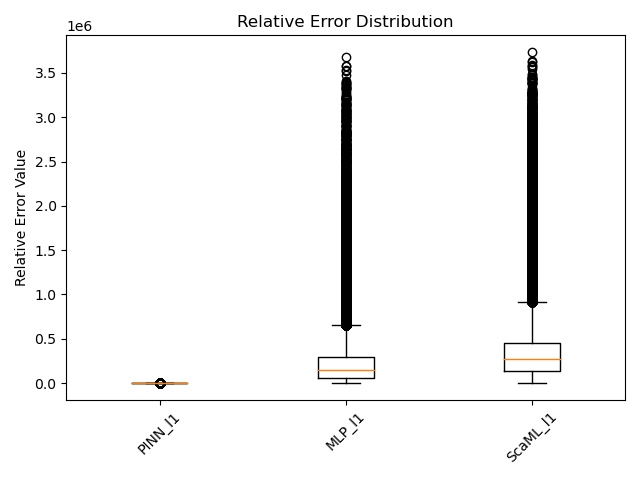 Relative Error Distribution
1e6
3.5
3.0
2.5
2.0
1.5
1.0
0.5
0.0
Relative Error Value
PINN_l1
MLP_l1
ScaML_l1